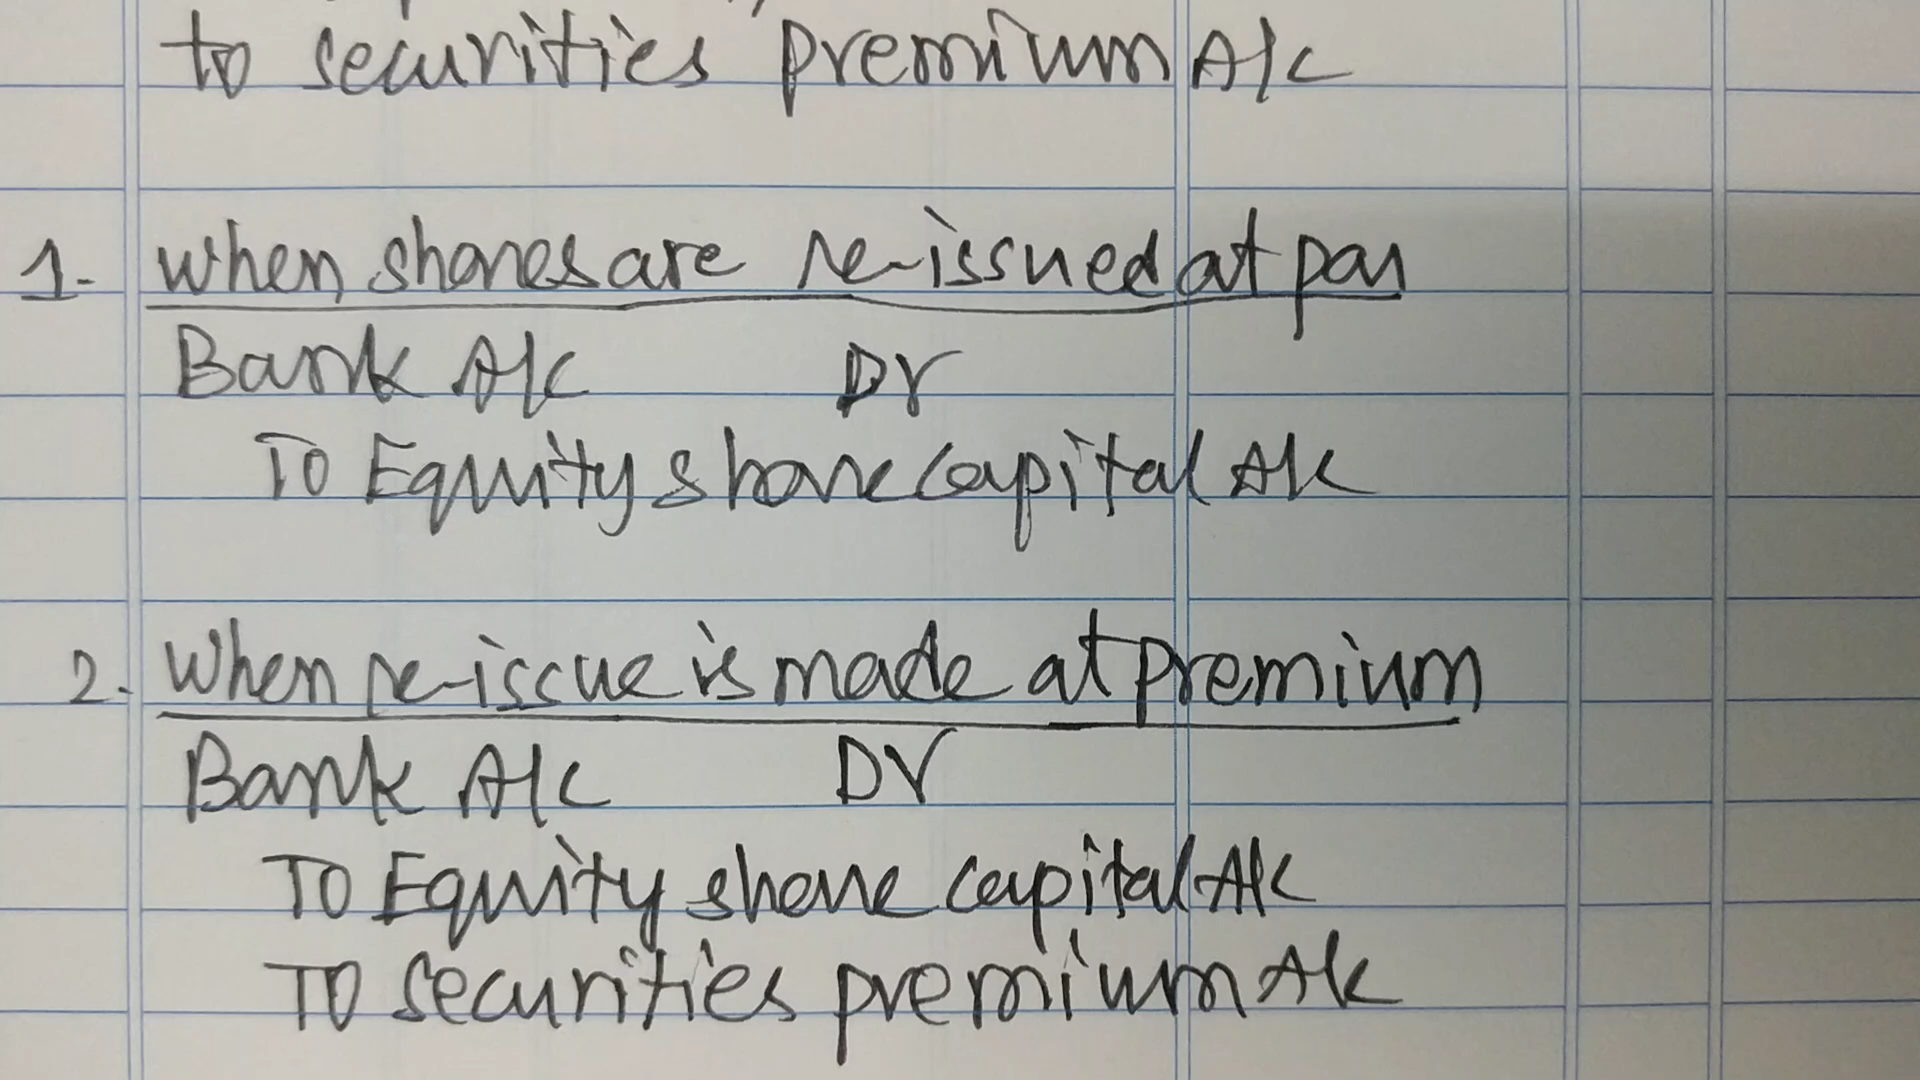 to securities premium A/c
1. when shares are re-issued at par
Bank A/c Dr
To Equity share capital A/c
2. When re-issue is made at premium
Bank A/c Dr
To Equity share capital A/c
To securities premium A/c